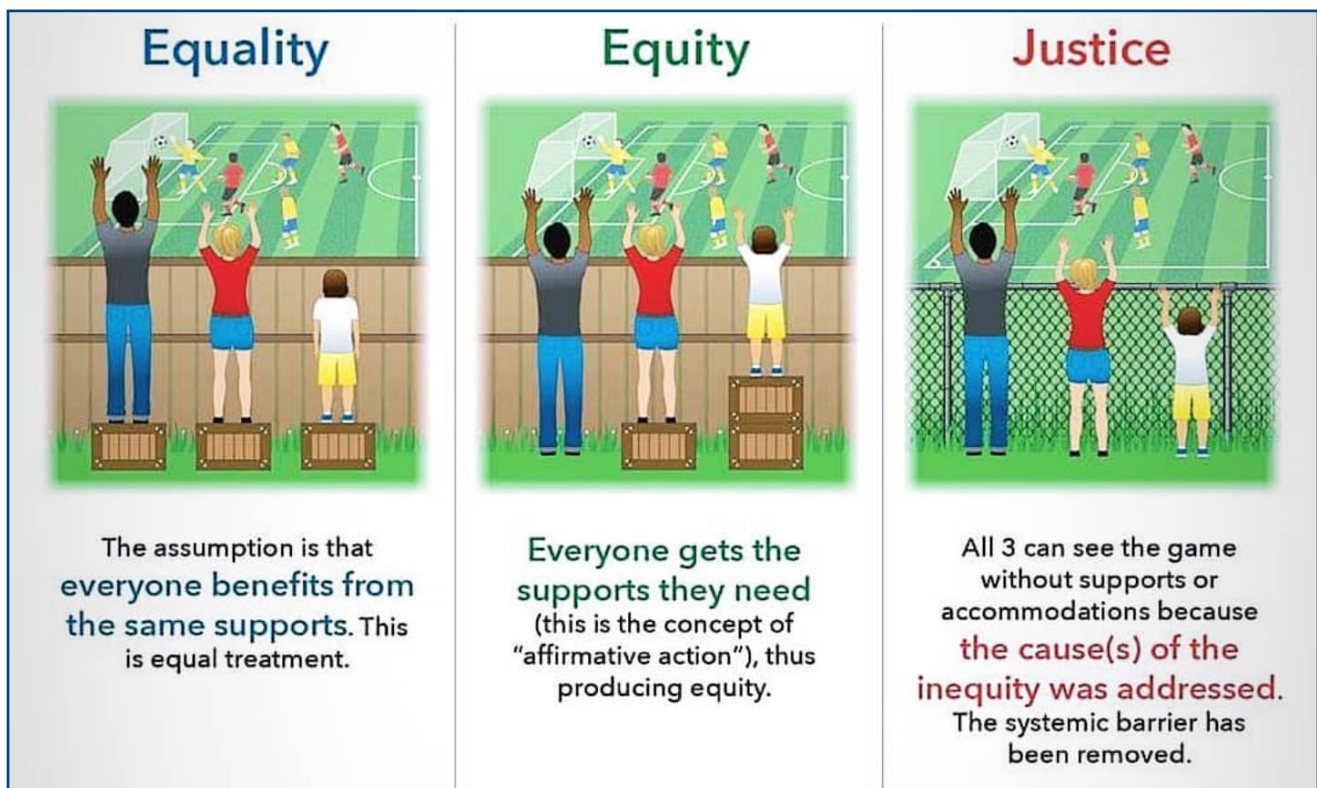 Equality
The assumption is that
everyone benefits from
the same supports. This
is equal treatment.
Equity
Everyone gets the
supports they need
(this is the concept of
"affirmative action"), thus
producing equity.
Justice
All 3 can see the game
without supports or
accommodations because
the cause(s) of the
inequity was addressed.
The systemic barrier has
been removed.